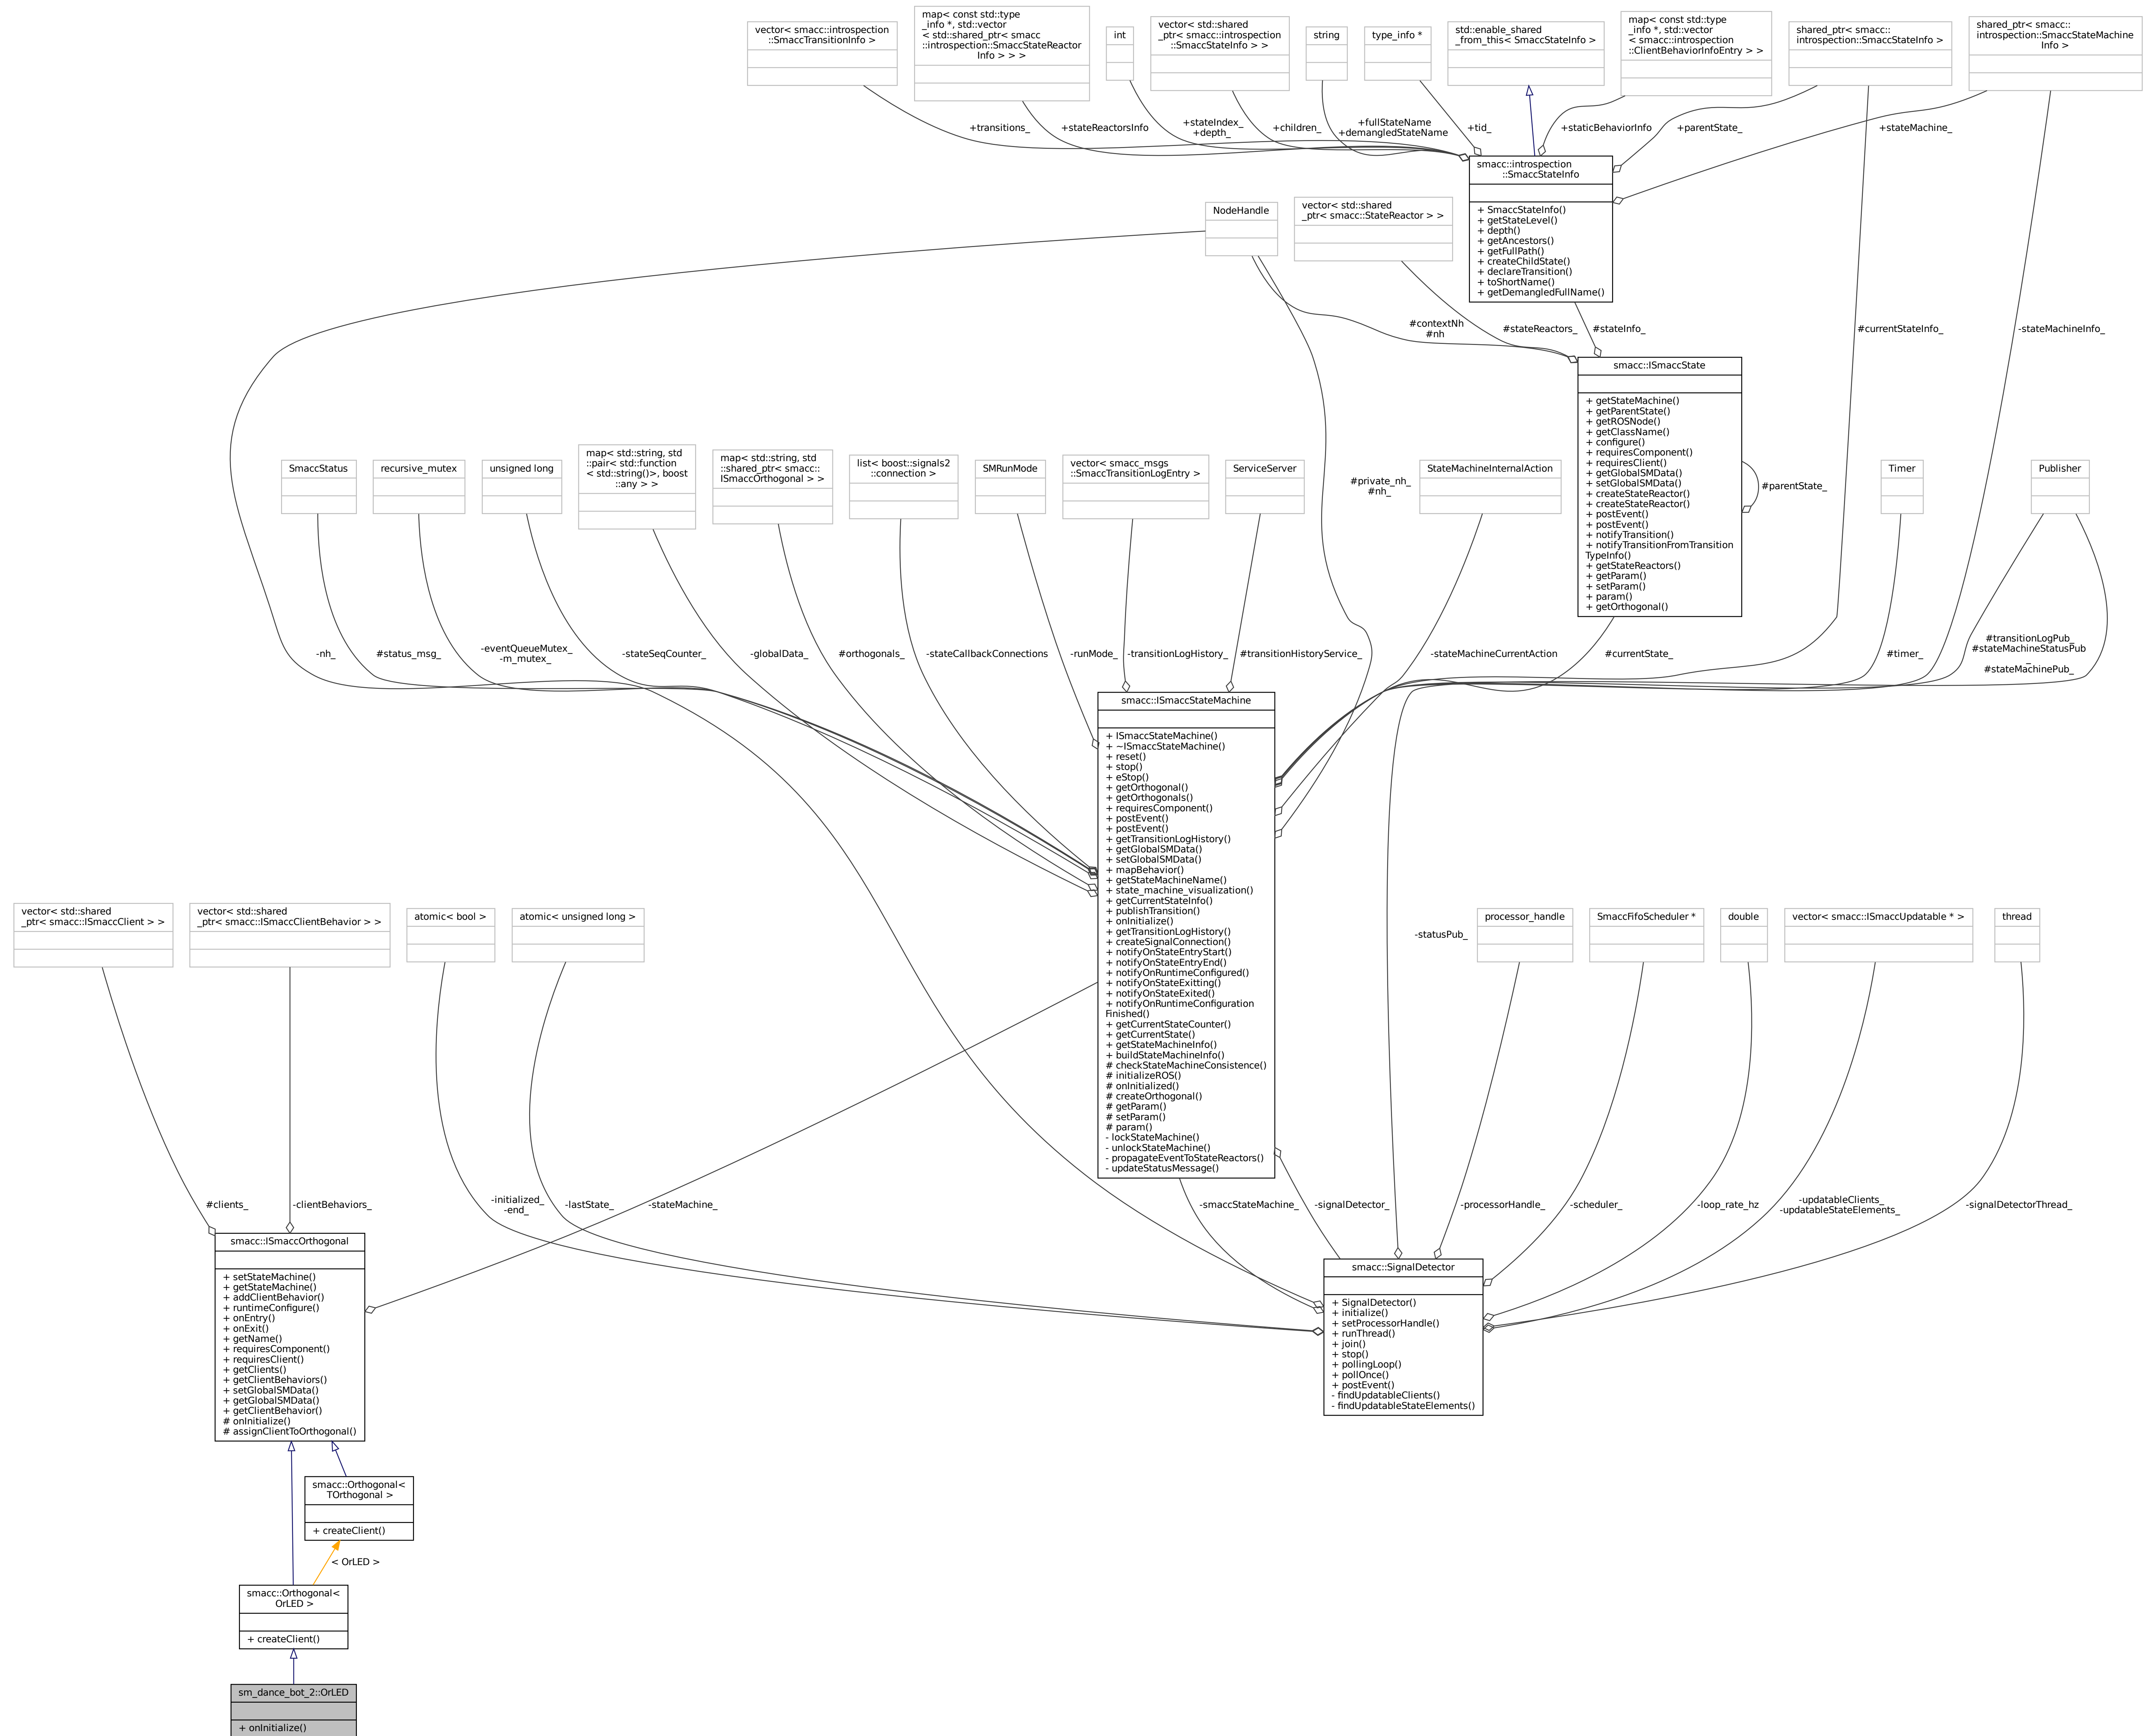 vector< smacc::introspection
::SmaccTransitionInfo >
map< const std::type
_info *, std::vector
< std::shared_ptr< smacc
::introspection::SmaccStateReactor
Info > > >
int
vector< std::shared
_ptr< smacc::introspection
::SmaccStateInfo > >
string
type_info *
std::enable_shared
_from_this< SmaccStateInfo >
map< const std::type
_info *, std::vector
< smacc::introspection
::ClientBehaviorInfoEntry > >
shared_ptr< smacc::
introspection::SmaccStateInfo >
shared_ptr< smacc::
introspection::SmaccStateMachine
Info >
+transitions_
+stateReactorsInfo
+stateIndex_
+depth_
+children_
+fullStateName
+demangledStateName
+tid_
+staticBehaviorInfo
+parentState_
+stateMachine_
smacc::introspection
::SmaccStateInfo
+ SmaccStateInfo()
+ getStateLevel()
+ depth()
+ getAncestors()
+ getFullPath()
+ createChildState()
+ declareTransition()
+ toShortName()
+ getDemangledFullName()
NodeHandle
vector< std::shared
_ptr< smacc::StateReactor > >
#contextNh
#nh
#stateReactors_
#stateInfo_
#currentStateInfo_
-stateMachineInfo_
smacc::ISmaccState
+ getStateMachine()
+ getParentState()
+ getROSNode()
+ getClassName()
+ configure()
+ requiresComponent()
+ requiresClient()
+ getGlobalSMData()
+ setGlobalSMData()
+ createStateReactor()
+ createStateReactor()
+ postEvent()
+ postEvent()
+ notifyTransition()
+ notifyTransitionFromTransition
TypeInfo()
+ getStateReactors()
+ getParam()
+ setParam()
+ param()
+ getOrthogonal()
#parentState_
SmaccStatus
recursive_mutex
unsigned long
map< std::string, std
::pair< std::function
< std::string()>, boost
::any > >
map< std::string, std
::shared_ptr< smacc::
ISmaccOrthogonal > >
list< boost::signals2
::connection >
SMRunMode
vector< smacc_msgs
::SmaccTransitionLogEntry >
ServiceServer
#private_nh_
#nh_
StateMachineInternalAction
Timer
Publisher
-nh_
#status_msg_
-eventQueueMutex_
-m_mutex_
-stateSeqCounter_
-globalData_
#orthogonals_
-stateCallbackConnections
-runMode_
-transitionLogHistory_
#transitionHistoryService_
-stateMachineCurrentAction
#currentState_
#timer_
#transitionLogPub_
#stateMachineStatusPub
_
#stateMachinePub_
smacc::ISmaccStateMachine
+ ISmaccStateMachine()
+ ~ISmaccStateMachine()
+ reset()
+ stop()
+ eStop()
+ getOrthogonal()
+ getOrthogonals()
+ requiresComponent()
+ postEvent()
+ postEvent()
+ getTransitionLogHistory()
+ getGlobalSMData()
+ setGlobalSMData()
+ mapBehavior()
+ getStateMachineName()
+ state_machine_visualization()
+ getCurrentStateInfo()
+ publishTransition()
+ onInitialize()
+ getTransitionLogHistory()
+ createSignalConnection()
+ notifyOnStateEntryStart()
+ notifyOnStateEntryEnd()
+ notifyOnRuntimeConfigured()
+ notifyOnStateExitting()
+ notifyOnStateExited()
+ notifyOnRuntimeConfiguration
Finished()
+ getCurrentStateCounter()
+ getCurrentState()
+ getStateMachineInfo()
+ buildStateMachineInfo()
# checkStateMachineConsistence()
# initializeROS()
# onInitialized()
# createOrthogonal()
# getParam()
# setParam()
# param()
- lockStateMachine()
- unlockStateMachine()
- propagateEventToStateReactors()
- updateStatusMessage()
vector< std::shared
_ptr< smacc::ISmaccClient > >
vector< std::shared
_ptr< smacc::ISmaccClientBehavior > >
atomic< bool >
atomic< unsigned long >
-statusPub_
processor_handle
SmaccFifoScheduler *
double
vector< smacc::ISmaccUpdatable * >
thread
#clients_
-clientBehaviors_
-initialized_
-end_
-lastState_
-stateMachine_
-smaccStateMachine_
-signalDetector_
-processorHandle_
-scheduler_
-loop_rate_hz
-updatableClients_
-updatableStateElements_
-signalDetectorThread_
smacc::ISmaccOrthogonal
+ setStateMachine()
+ getStateMachine()
+ addClientBehavior()
+ runtimeConfigure()
+ onEntry()
+ onExit()
+ getName()
+ requiresComponent()
+ requiresClient()
+ getClients()
+ getClientBehaviors()
+ setGlobalSMData()
+ getGlobalSMData()
+ getClientBehavior()
# onInitialize()
# assignClientToOrthogonal()
smacc::SignalDetector
+ SignalDetector()
+ initialize()
+ setProcessorHandle()
+ runThread()
+ join()
+ stop()
+ pollingLoop()
+ pollOnce()
+ postEvent()
- findUpdatableClients()
- findUpdatableStateElements()
smacc::Orthogonal<
TOrthogonal >
+ createClient()
< OrLED >
smacc::Orthogonal<
OrLED >
+ createClient()
sm_dance_bot_2::OrLED
+ onInitialize()